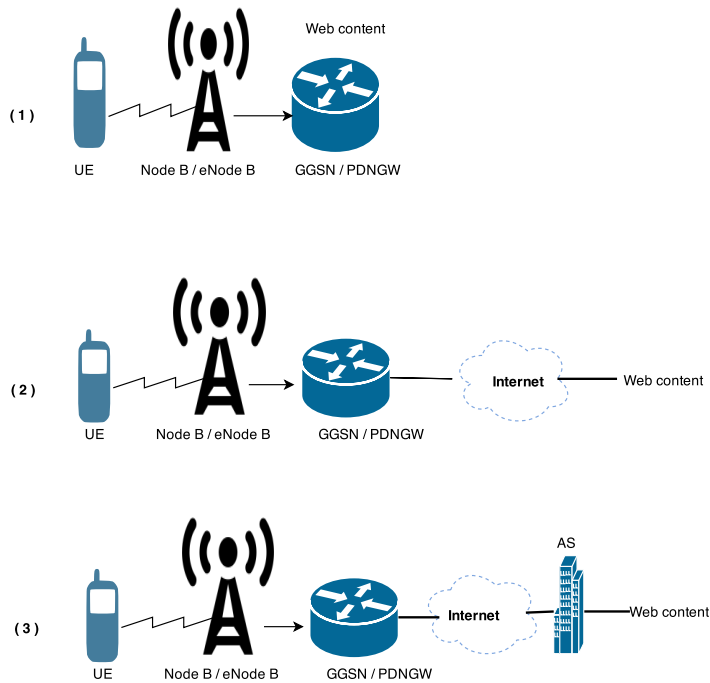 Web content
( 1 )
UE
Node B / eNode B
GGSN / PDNGW
( 2 )
Internet
Web content
UE
Node B / eNode B
GGSN / PDNGW
AS
( 3 )
Internet
Web content
UE
Node B / eNode B
GGSN / PDNGW